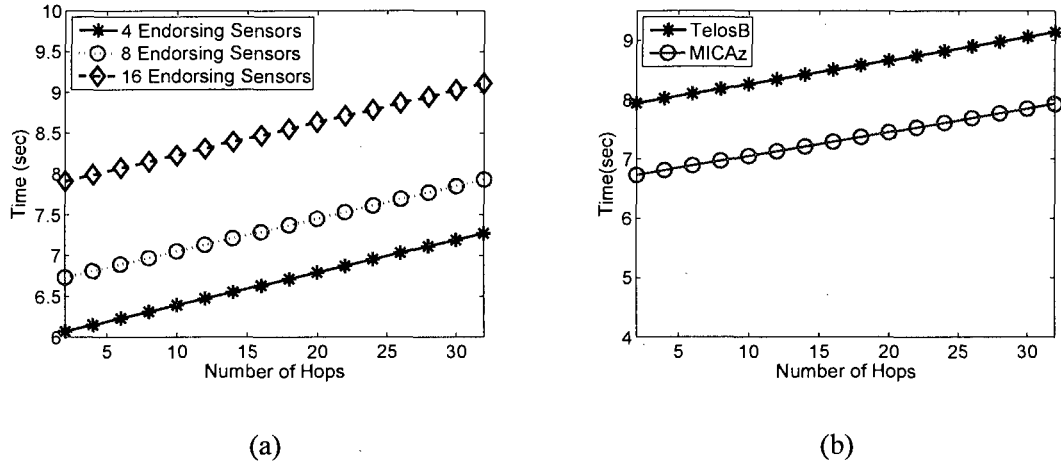 10
9.5
9
8.5
8
7.5
7
6.5
6
Time (sec)
4 Endorsing Sensors
8 Endorsing Sensors
16 Endorsing Sensors
5 10 15 20 25 30
Number of Hops
(a)
9
8
7
6
5
4
Time(sec)
TelosB
MICAz
5 10 15 20 25 30
Number of Hops
(b)